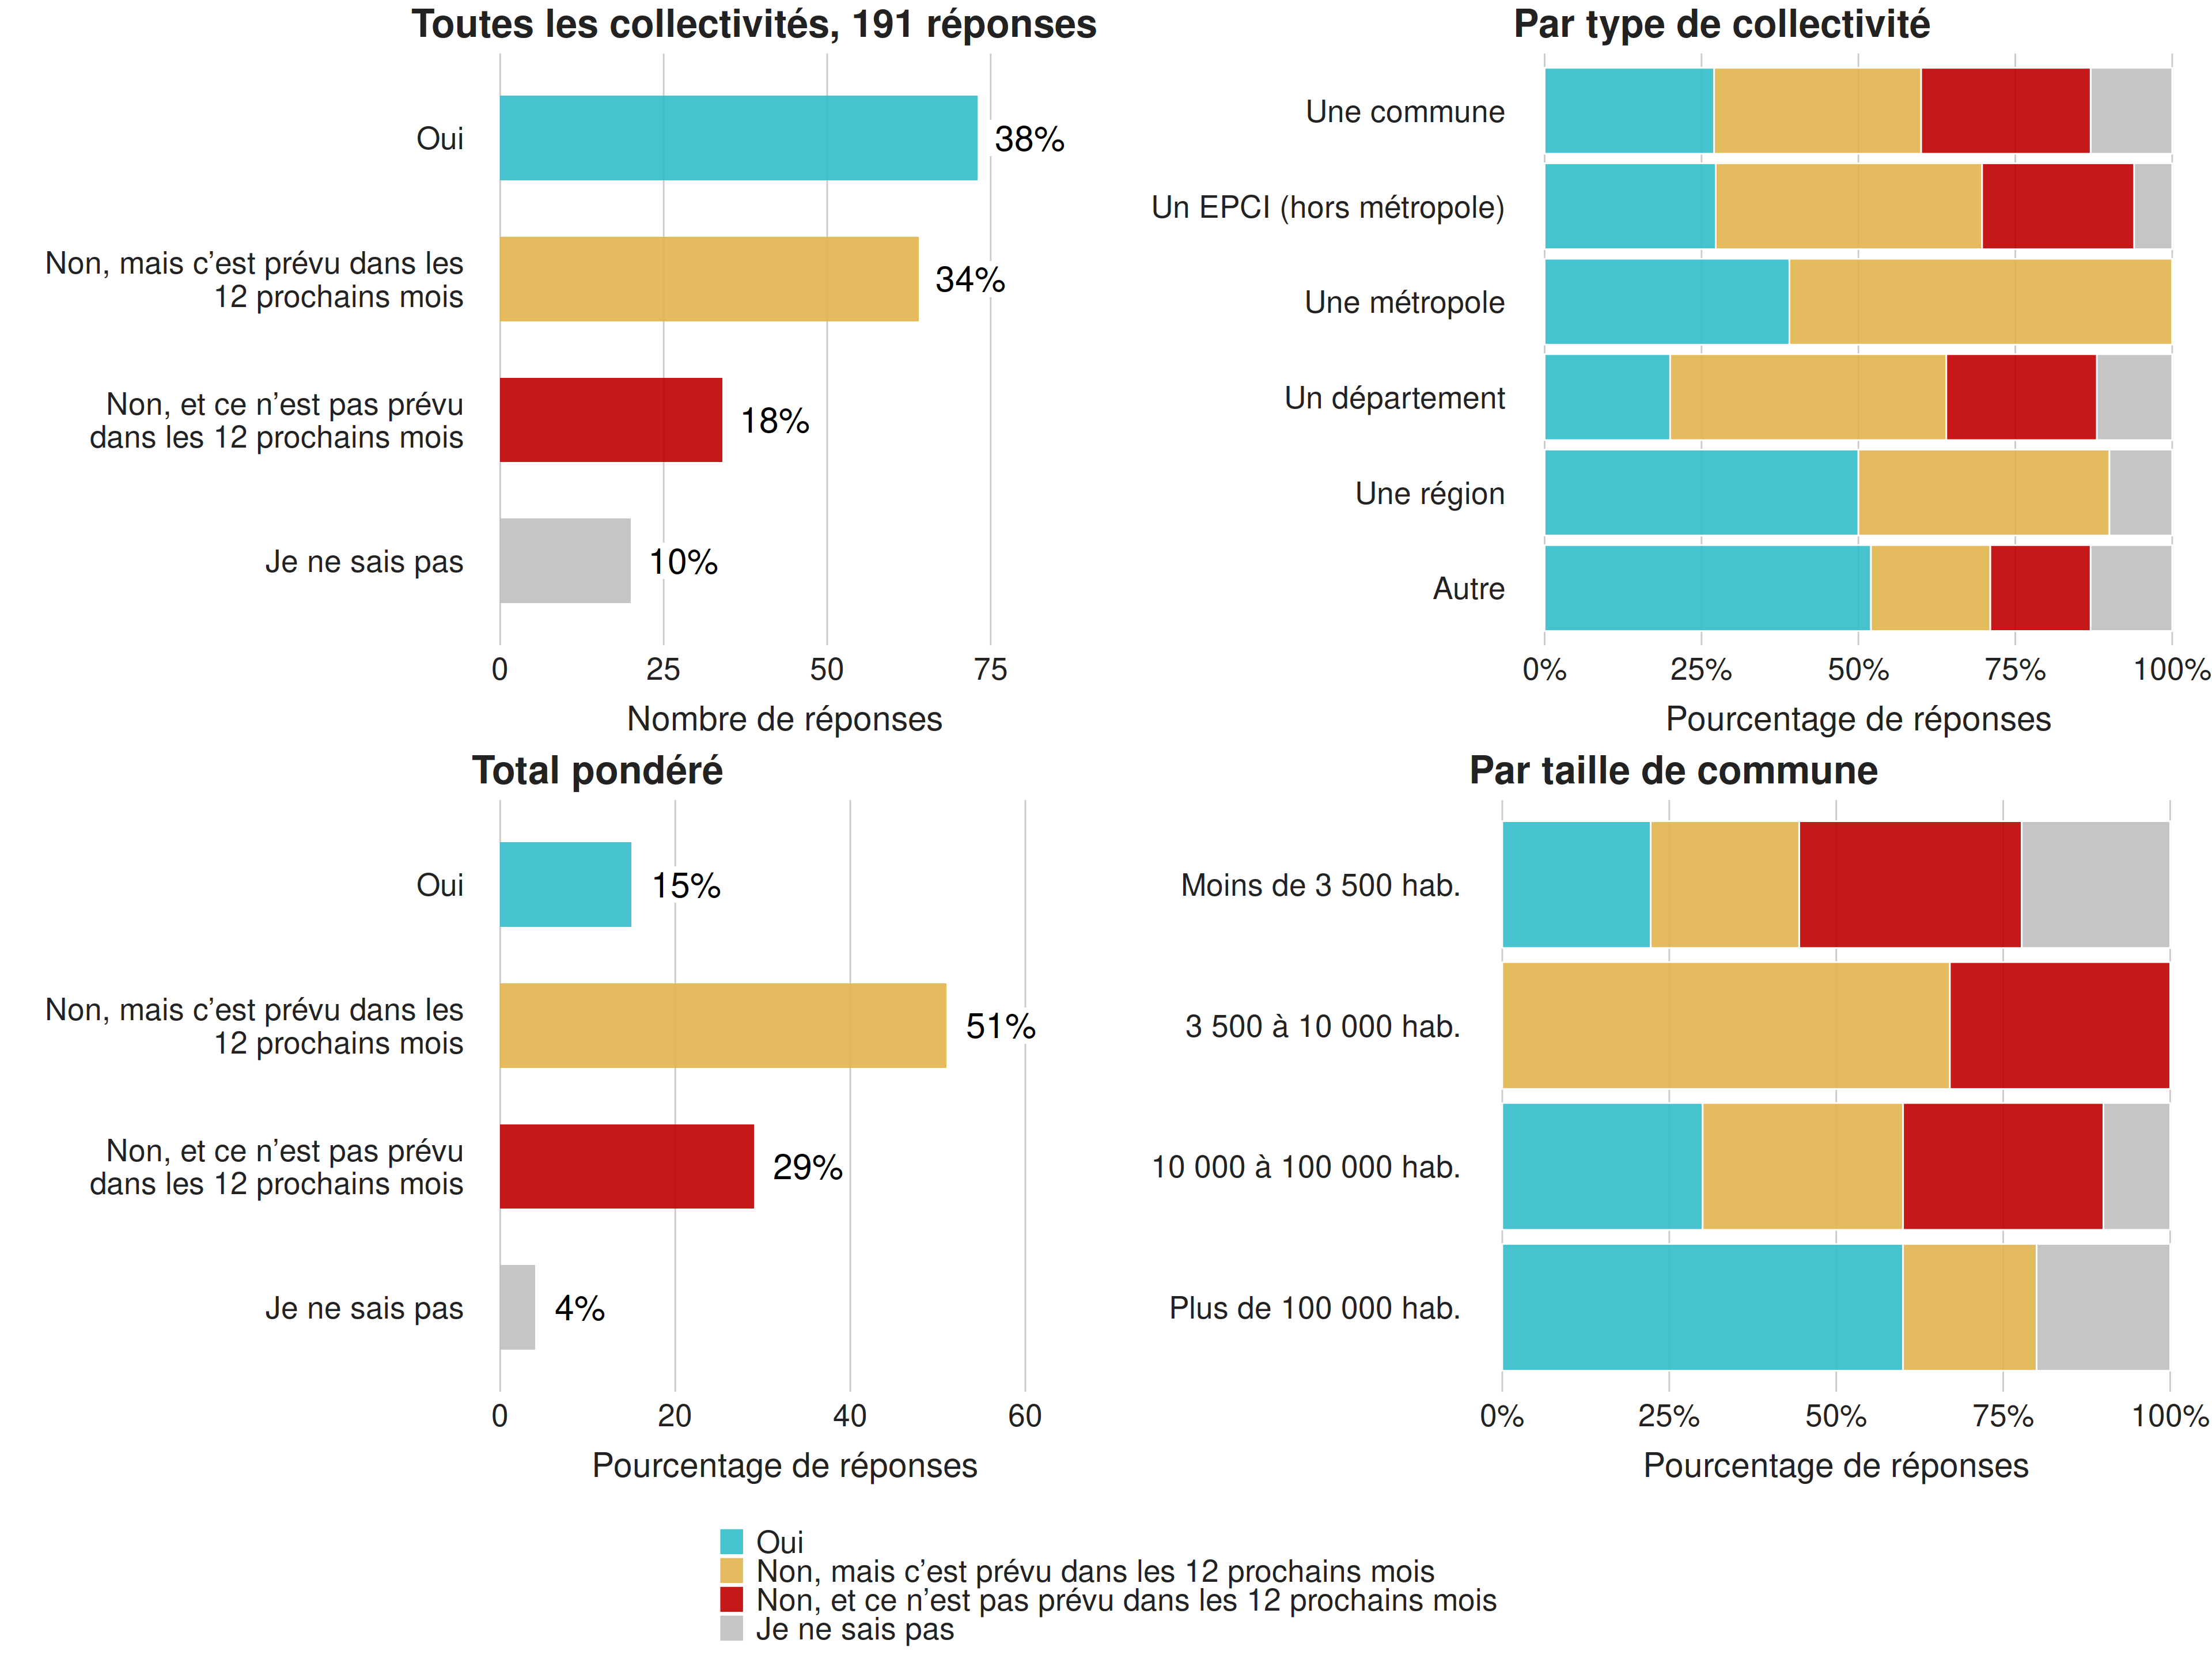 Toutes les collectivités, 191 réponses
Oui
38%
Non, mais c’est prévu dans les
12 prochains mois
34%
Non, et ce n’est pas prévu
dans les 12 prochains mois
18%
Je ne sais pas
10%
0 25 50 75
Nombre de réponses
Par type de collectivité
Une commune
Un EPCI (hors métropole)
Une métropole
Un département
Une région
Autre
0% 25% 50% 75% 100%
Pourcentage de réponses
Total pondéré
Oui
15%
Non, mais c’est prévu dans les
12 prochains mois
51%
Non, et ce n’est pas prévu
dans les 12 prochains mois
29%
Je ne sais pas
4%
0 20 40 60
Pourcentage de réponses
Par taille de commune
Moins de 3 500 hab.
3 500 à 10 000 hab.
10 000 à 100 000 hab.
Plus de 100 000 hab.
0% 25% 50% 75% 100%
Pourcentage de réponses
Oui
Non, mais c’est prévu dans les 12 prochains mois
Non, et ce n’est pas prévu dans les 12 prochains mois
Je ne sais pas